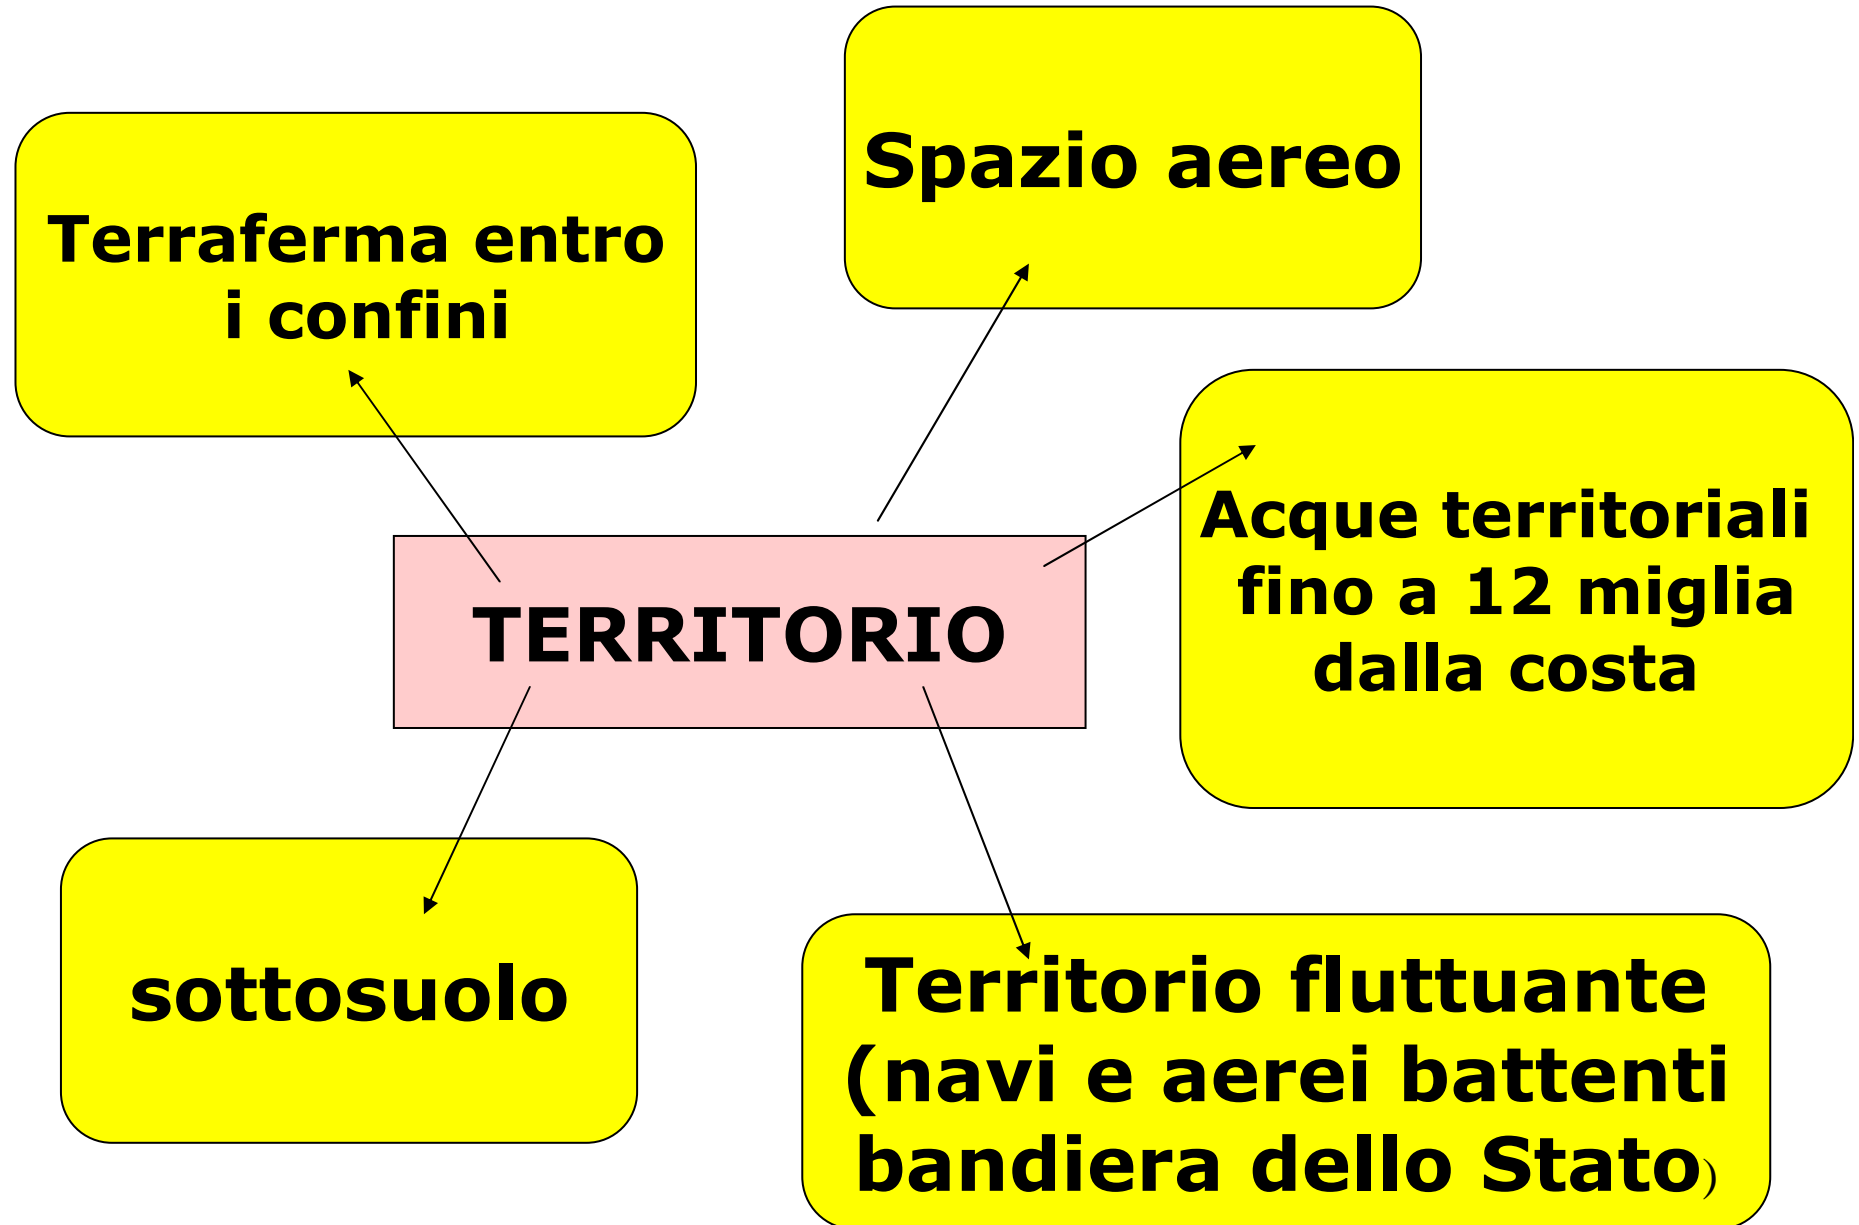 Spazio aereo
Terraferma entro
i confini
Acque territoriali
fino a 12 miglia
dalla costa
TERRITORIO
sottosuolo
Territorio fluttuante
(navi e aerei battenti
bandiera dello Stato)